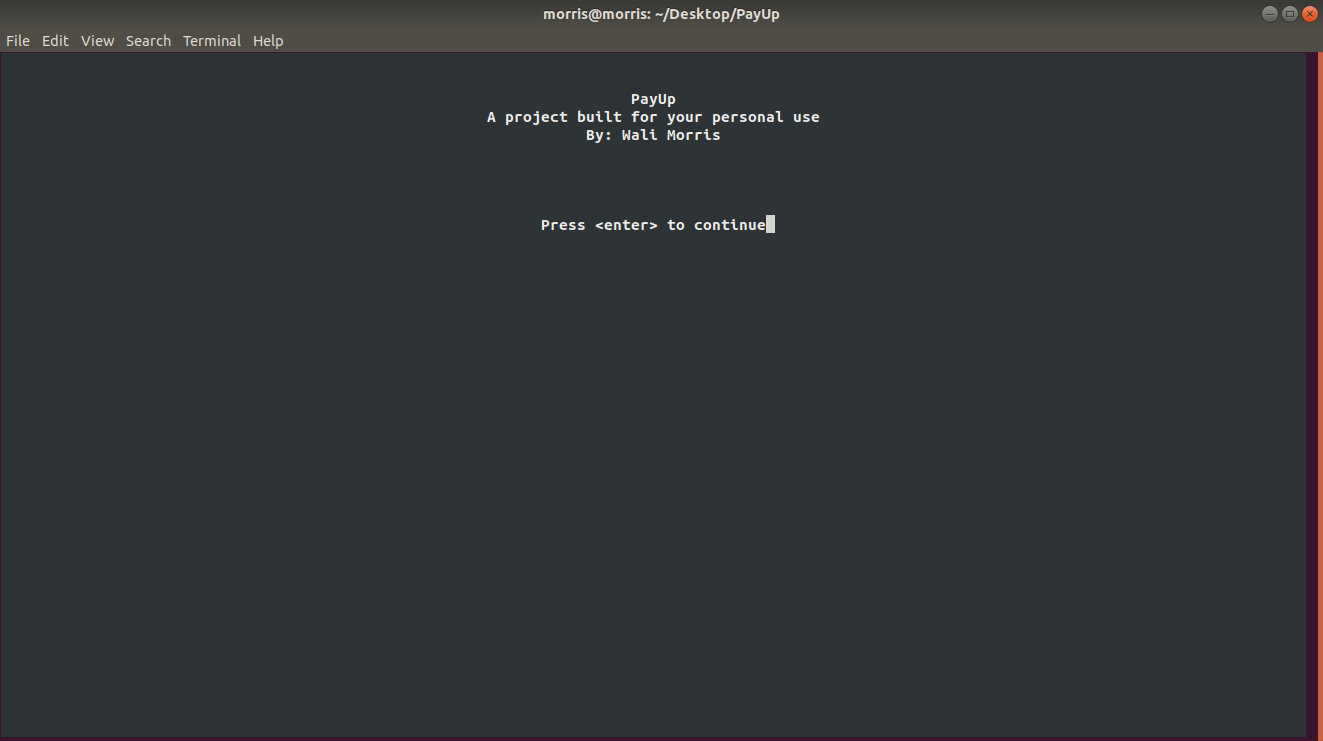 morris@morris: ~/Desktop/PayUp
File Edit View Search Terminal Help
PayUp
A project built for your personal use
By: Wali Morris
Press <enter> to continue